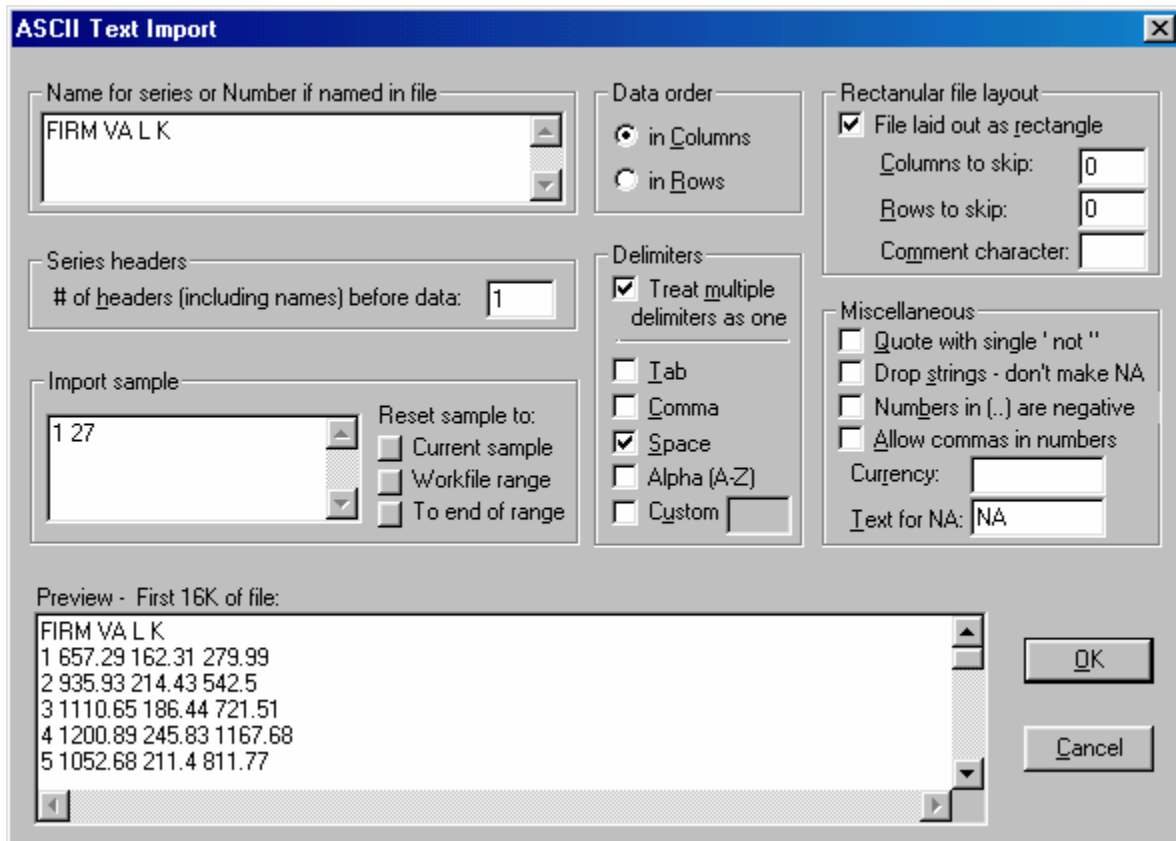 ASCII Text Import
Name for series or Number if named in file
FIRM VA L K
Data order
in Columns
in Rows
Rectanular file layout
File laid out as rectangle
Columns to skip: 0
Rows to skip: 0
Comment character:
Series headers
# of headers (including names) before data: 1
Delimiters
Treat multiple
delimiters as one
Tab
Comma
Space
Alpha (A-Z)
Custom
Miscellaneous
Quote with single ' not "
Drop strings - don't make NA
Numbers in (..) are negative
Allow commas in numbers
Currency:
Text for NA: NA
Import sample
1 27
Reset sample to:
Current sample
Workfile range
To end of range
Preview - First 16K of file:
FIRM VA L K
1 657.29 162.31 279.99
2 935.93 214.43 542.5
3 1110.65 186.44 721.51
4 1200.89 245.83 1167.68
5 1052.68 211.4 811.77
OK
Cancel